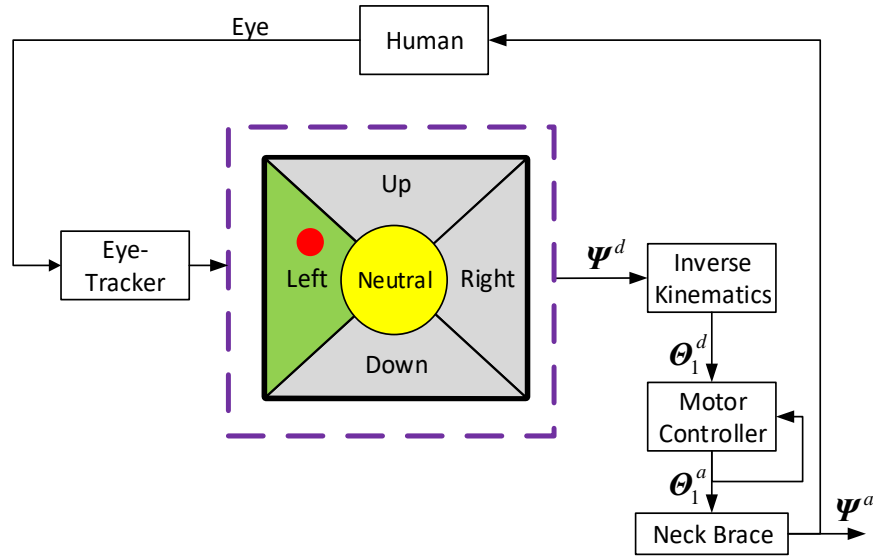 Eye
Human
Eye-
Tracker
Up
Left
Neutral
Right
Down
Ψᵈ
Inverse
Kinematics
Θ₁ᵈ
Motor
Controller
Θ₁ᵃ
Neck Brace
Ψᵃ